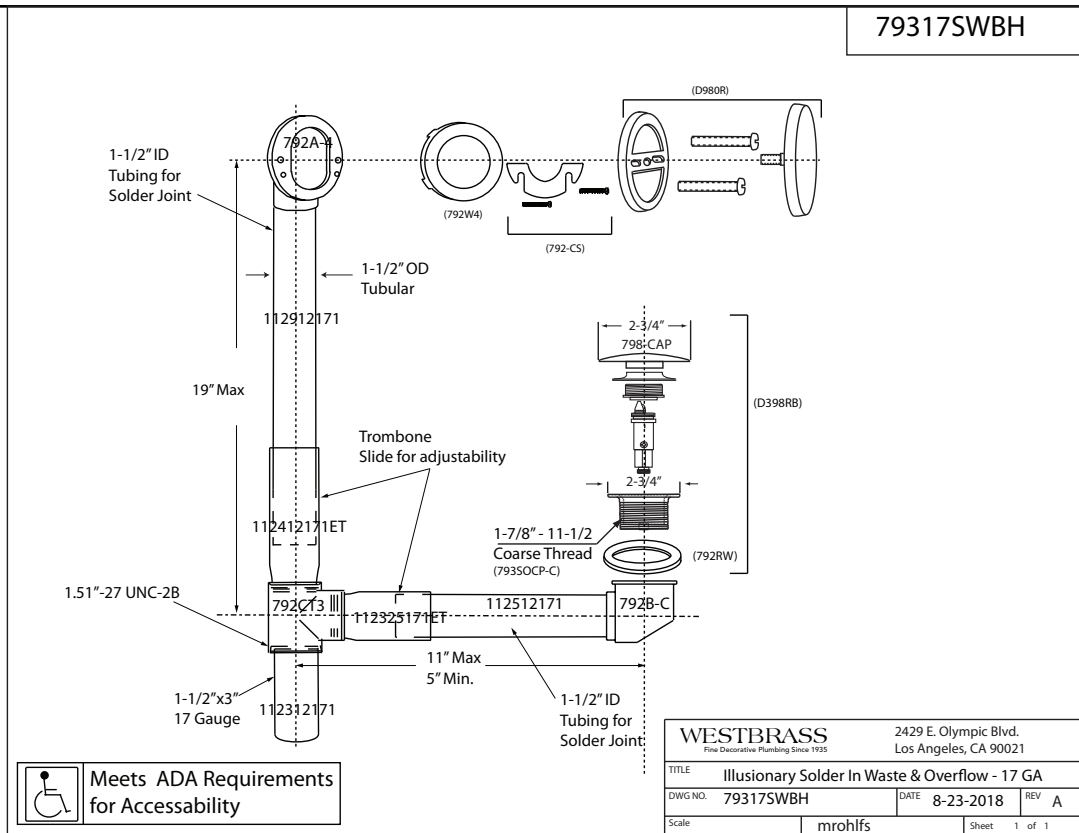 79317SWBH
(D980R)
792A-4
1-1/2” ID
Tubing for
Solder Joint
(792W4)
(792-CS)
1-1/2” OD
Tubular
112912171
2-3/4”
798-CAP
19” Max
(D398RB)
Trombone
Slide for adjustability
2-3/4”
112412171ET
1-7/8” - 11-1/2
Coarse Thread
(793SOCP-C)
(792RW)
1.51”-27 UNC-2B
792CT3
112325171ET
112512171
792B-C
11” Max
5” Min.
1-1/2”x3”
17 Gauge
112312171
1-1/2” ID
Tubing for
Solder Joint
Meets ADA Requirements
for Accessability
WESTBRASS
Fine Decorative Plumbing Since 1935
2429 E. Olympic Blvd.
Los Angeles, CA 90021
TITLE Illusionary Solder In Waste & Overflow - 17 GA
DWG NO. 79317SWBH DATE 8-23-2018 REV A
Scale mrohlfs Sheet 1 of 1